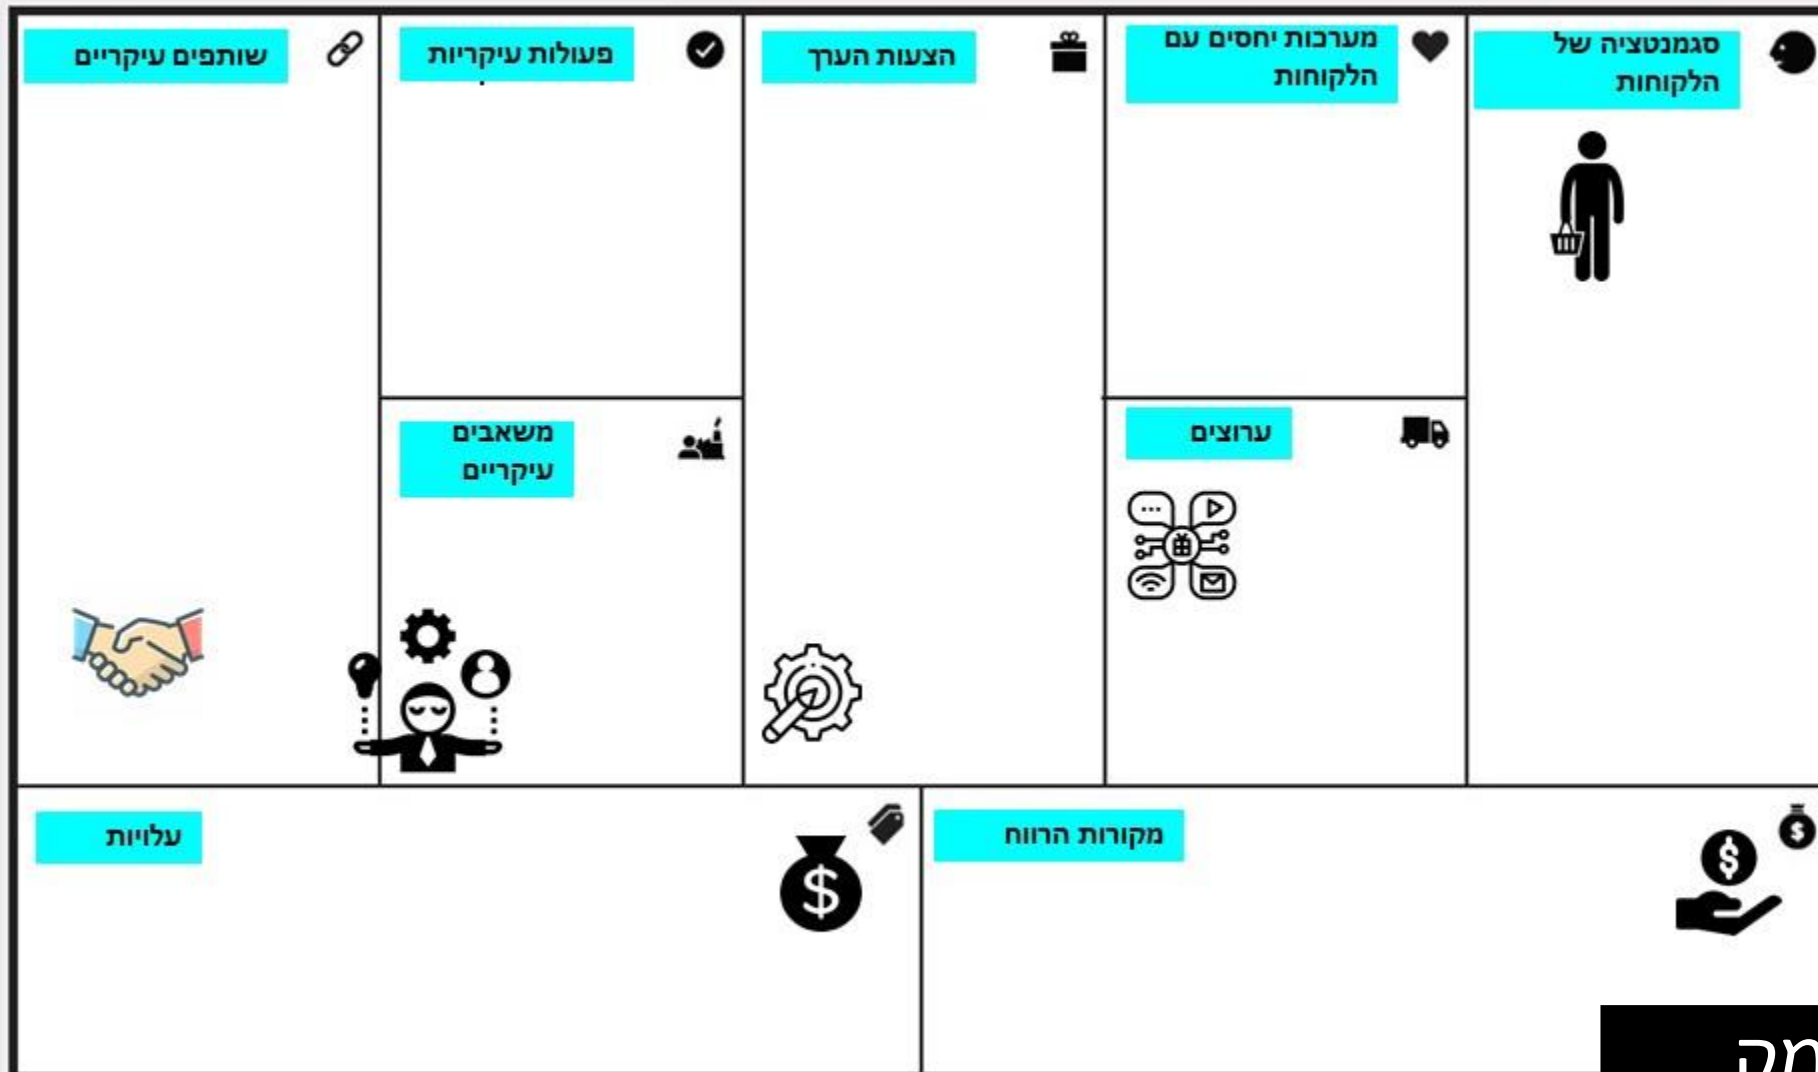 שותפים עיקריים
פעולות עיקריות
הצעות הערך
מערכות יחסים עם
הלקוחות
סגמנטציה של
הלקוחות
משאבים
עיקריים
ערוצים
עלויות
מקורות הרווח